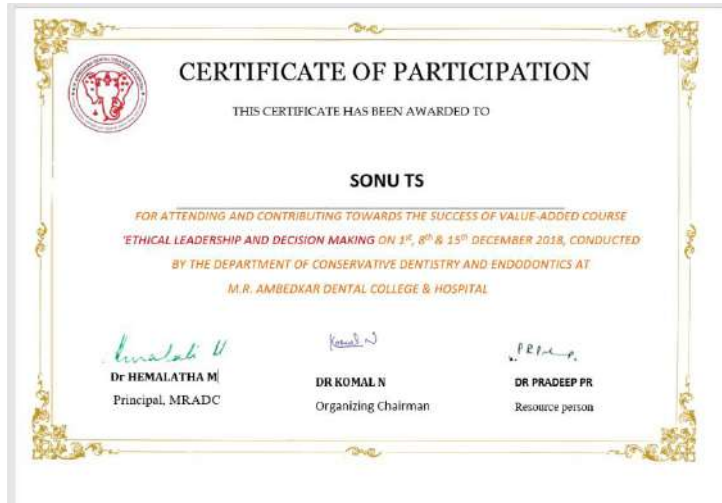 CERTIFICATE OF PARTICIPATION
THIS CERTIFICATE HAS BEEN AWARDED TO
SONU TS
FOR ATTENDING AND CONTRIBUTING TOWARDS THE SUCCESS OF VALUE-ADDED COURSE
'ETHICAL LEADERSHIP AND DECISION MAKING ON 1st, 8th & 15th DECEMBER 2018, CONDUCTED
BY THE DEPARTMENT OF CONSERVATIVE DENTISTRY AND ENDODONTICS AT
M.R. AMBEDKAR DENTAL COLLEGE & HOSPITAL
Komal N
Dr HEMALATHA M
Principal, MRADC
DR KOMAL N
Organizing Chairman
DR PRADEEP PR
Resource person